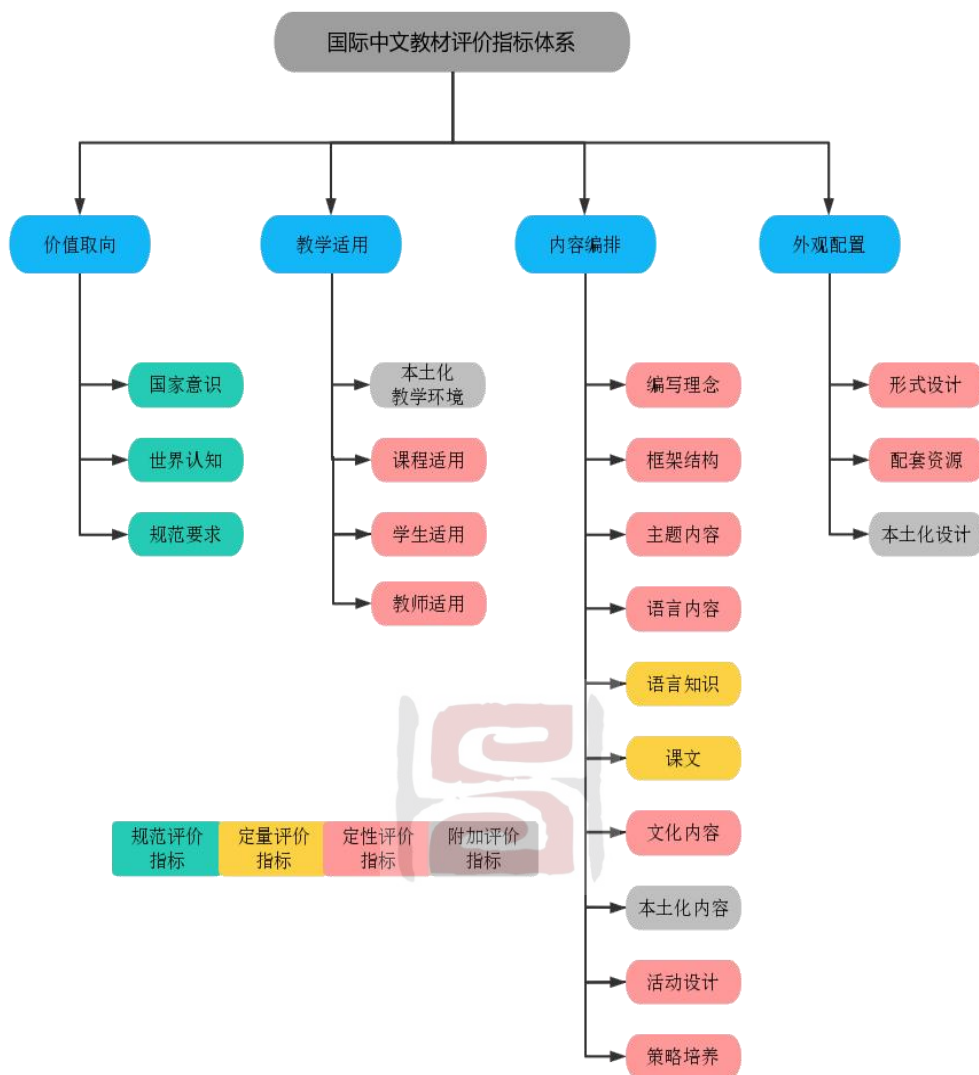 国际中文教材评价指标体系
价值取向
教学适用
内容编排
外观配置
国家意识
世界认知
规范要求
本土化
教学环境
课程适用
学生适用
教师适用
编写理念
框架结构
主题内容
语言内容
语言知识
课文
文化内容
本土化内容
活动设计
策略培养
形式设计
配套资源
本土化设计
规范评价
指标
定量评价
指标
定性评价
指标
附加评价
指标